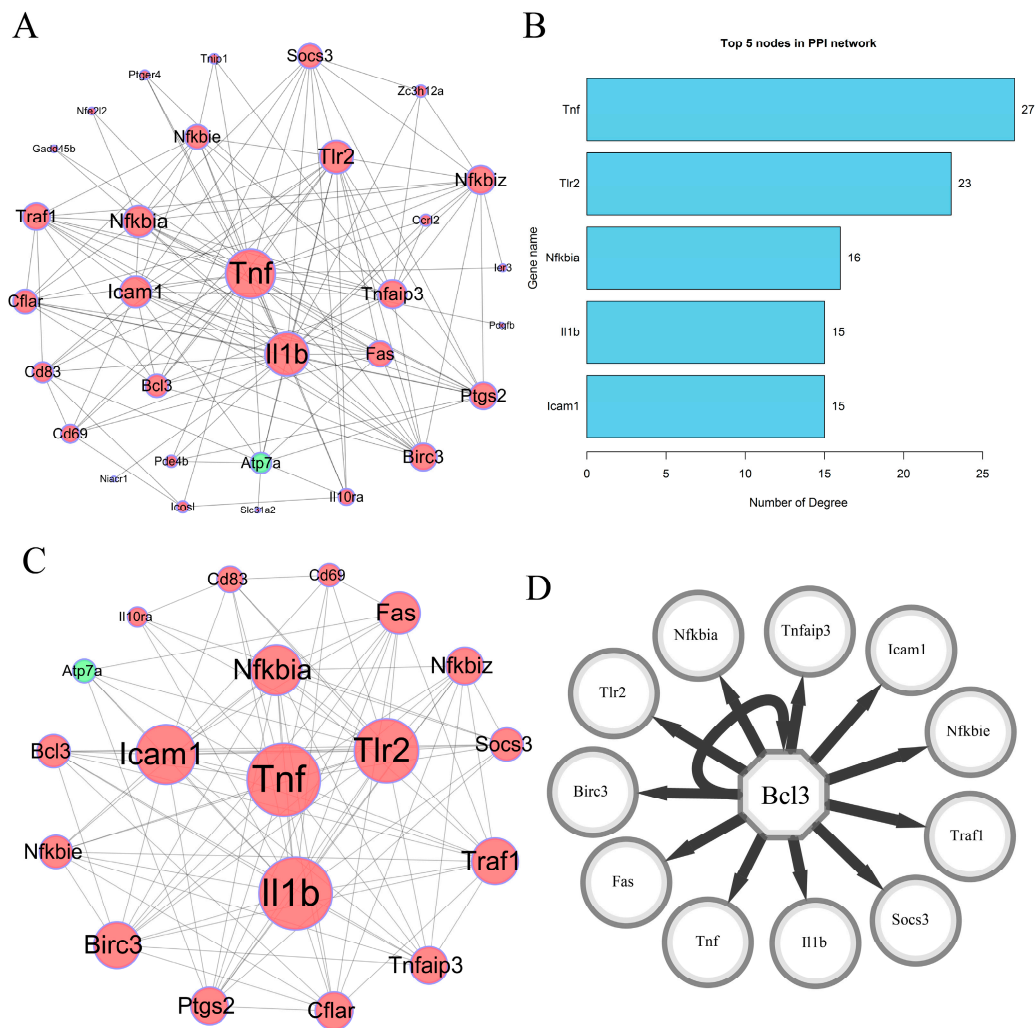 A
Tnip1
Socs3
Ptger4
Zc3h12a
Nfe2l2
Nfkbie
Gadd45b
Tlr2
Nfkbiz
Traf1
Nfkbia
Ccrl2
Tnf
Ier3
Icam1
Tnfaip3
Cflar
Pdgfb
Il1b
Fas
Cd83
Bcl3
Ptgs2
Cd69
Pde4b
Atp7a
Birc3
Niacr1
Il10ra
Icosl
Slc31a2
B
Top 5 nodes in PPI network
Gene name
Tnf
27
Tlr2
23
Nfkbia
16
Il1b
15
Icam1
15
0 5 10 15 20 25
Number of Degree
C
Cd83
Cd69
Il10ra
Fas
Atp7a
Nfkbia
Nfkbiz
Bcl3
Icam1
Tlr2
Socs3
Tnf
Nfkbie
Traf1
Il1b
Birc3
Tnfaip3
Ptgs2
Cflar
D
Nfkbia
Tnfaip3
Icam1
Tlr2
Nfkbie
Birc3
Bcl3
Traf1
Fas
Socs3
Tnf
Il1b